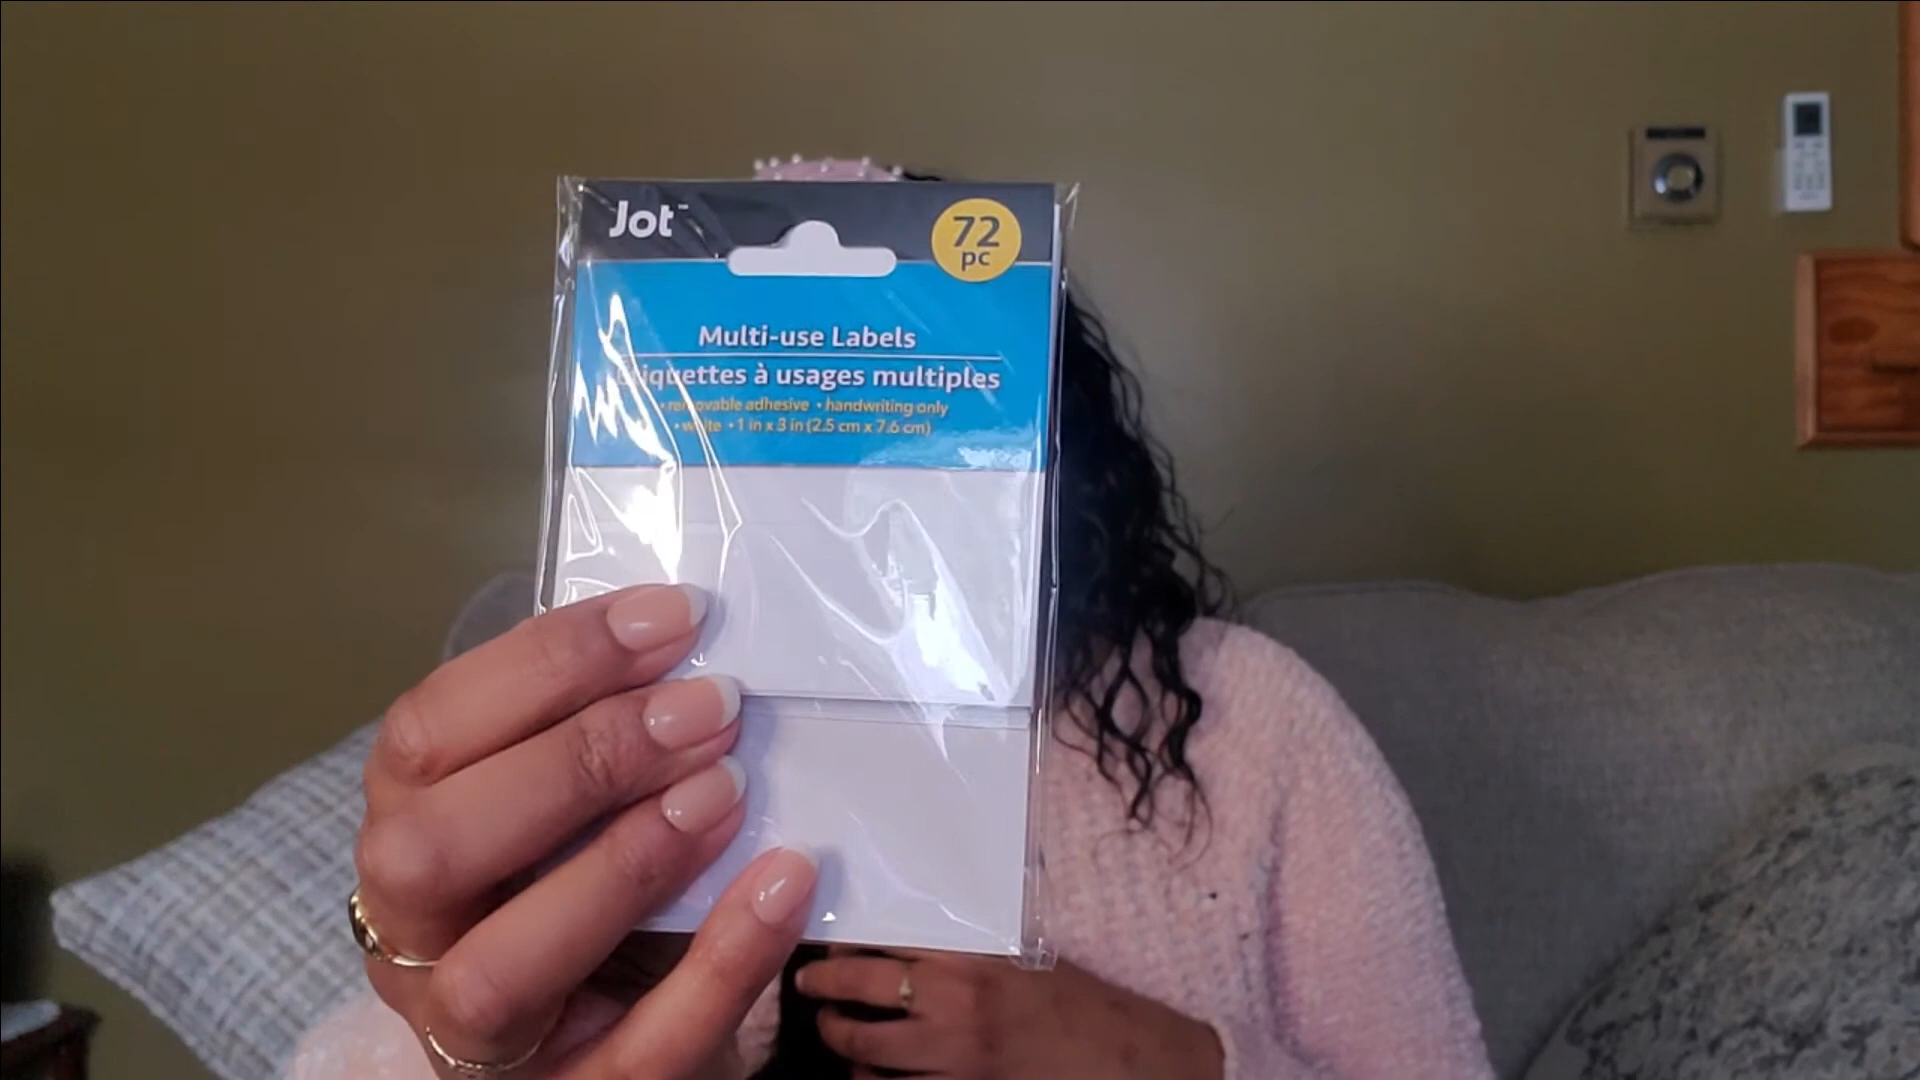 Jot™
72
pc
Multi-use Labels
Étiquettes à usages multiples
• removable adhesive • handwriting only
• white • 1 in x 3 in (2.5 cm x 7.6 cm)